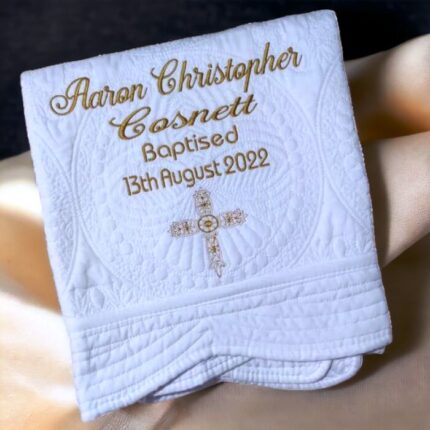 Aaron Christopher
Cosnett
Baptised
13th August 2022